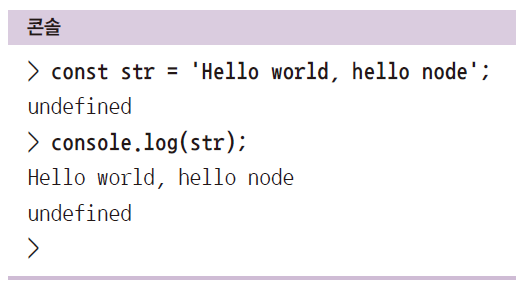 콘솔
> const str = 'Hello world, hello node';
undefined
> console.log(str);
Hello world, hello node
undefined
>